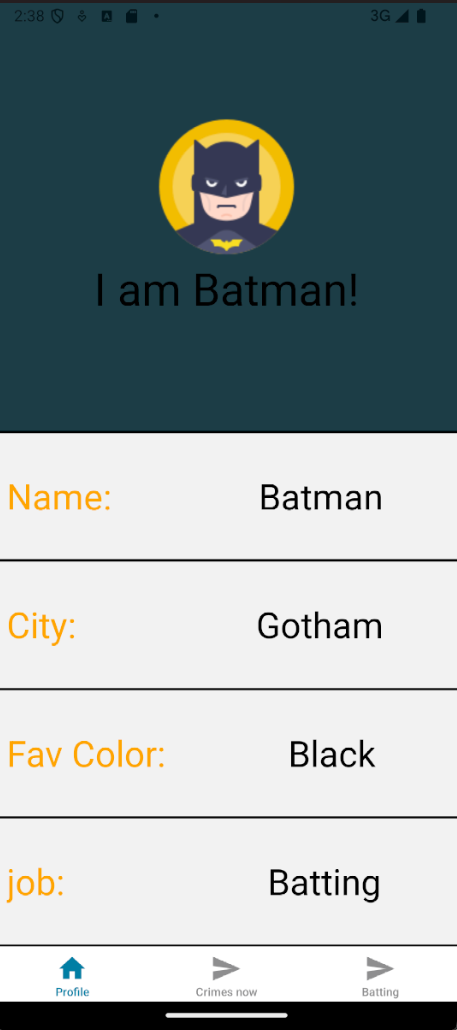 2:38 3G
I am Batman!
Name: Batman
City: Gotham
Fav Color: Black
job: Batting
Profile Crimes now Batting